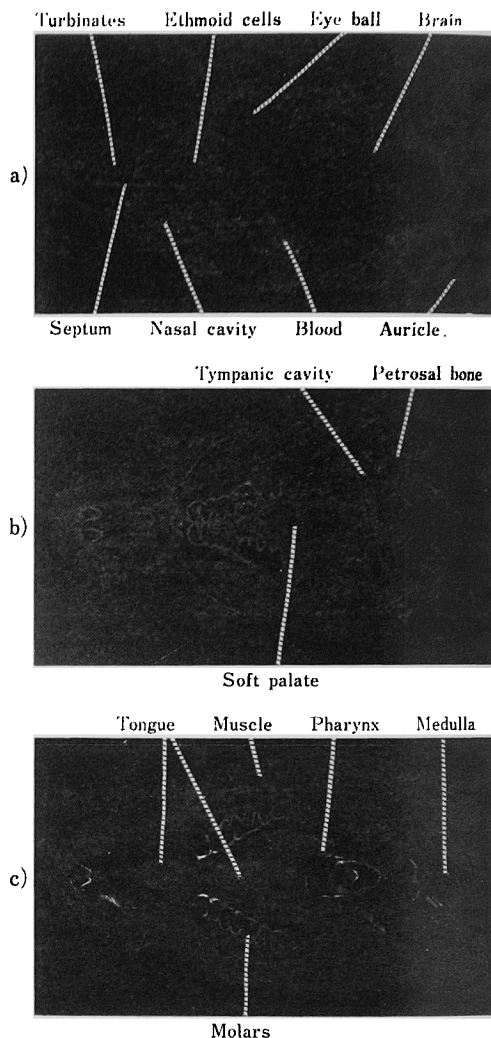 Turbinates Ethmoid cells Eye ball Brain
a)
Septum Nasal cavity Blood Auricle.
Tympanic cavity Petrosal bone
b)
Soft palate
Tongue Muscle Pharynx Medulla
c)
Molars